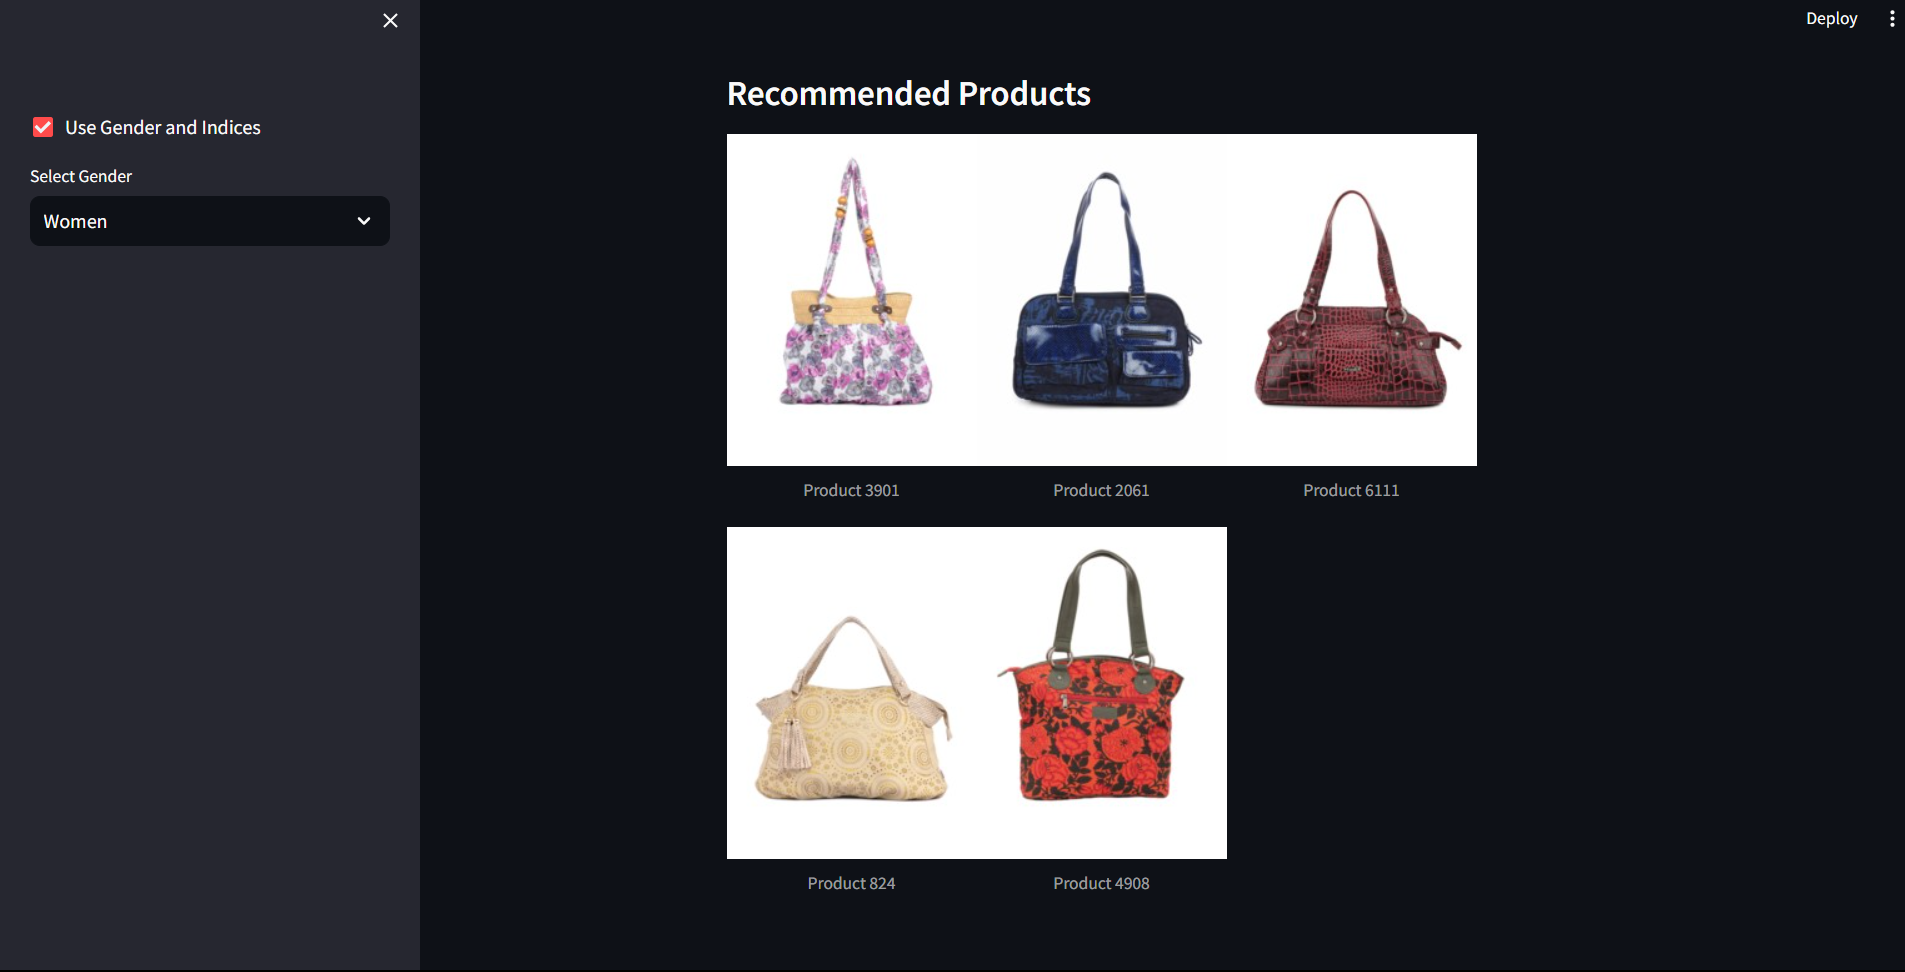 Deploy
Use Gender and Indices
Select Gender
Women
Recommended Products
Product 3901
Product 2061
Product 6111
Product 824
Product 4908